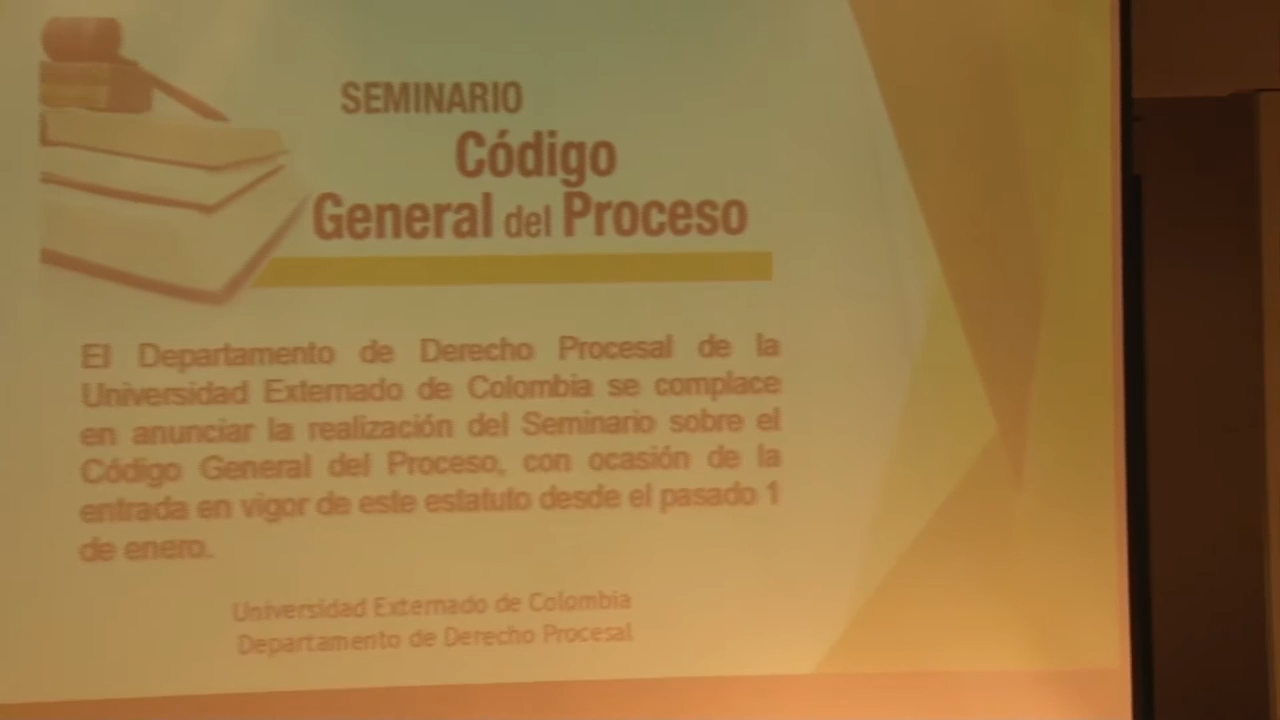 SEMINARIO
Código
General del Proceso
El Departamento de Derecho Procesal de la
Universidad Externado de Colombia se complace
en anunciar la realización del Seminario sobre el
Código General del Proceso, con ocasión de la
entrada en vigor de este estatuto desde el pasado 1
de enero.
Universidad Externado de Colombia
Departamento de Derecho Procesal